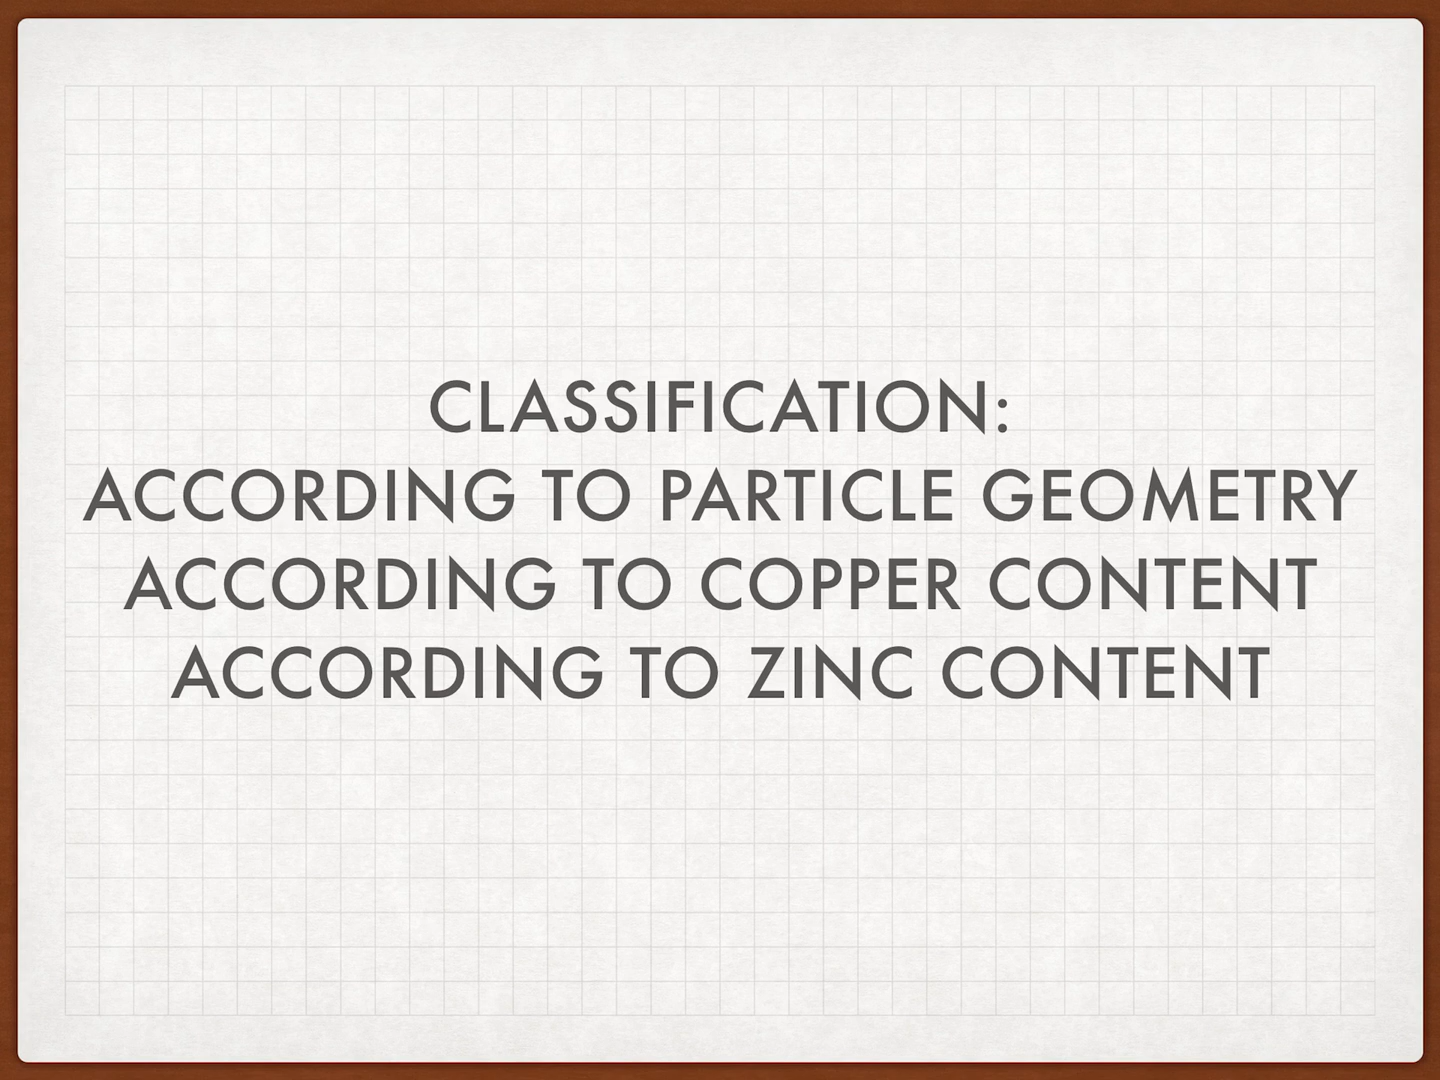 CLASSIFICATION:
ACCORDING TO PARTICLE GEOMETRY
ACCORDING TO COPPER CONTENT
ACCORDING TO ZINC CONTENT